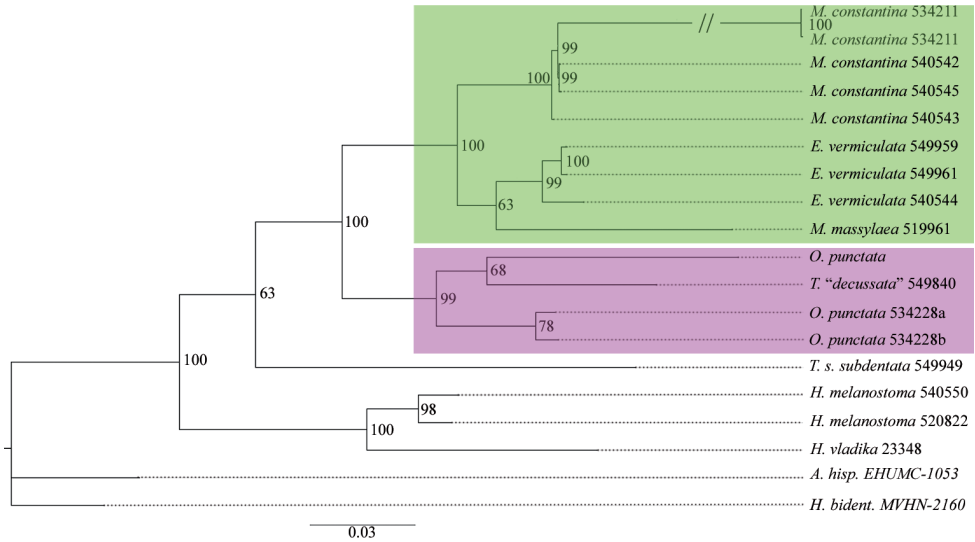 M. constantina 534211
100
M. constantina 534211
99
M. constantina 540542
100
99
M. constantina 540545
M. constantina 540543
E. vermiculata 549959
100
100
E. vermiculata 549961
99
E. vermiculata 540544
63
M. massylaea 519961
100
O. punctata
68
T. “decussata” 549840
63
99
O. punctata 534228a
78
O. punctata 534228b
100
T. s. subdentata 549949
H. melanostoma 540550
98
H. melanostoma 520822
100
H. vladika 23348
A. hisp. EHUMC-1053
H. bident. MVHN-2160
0.03